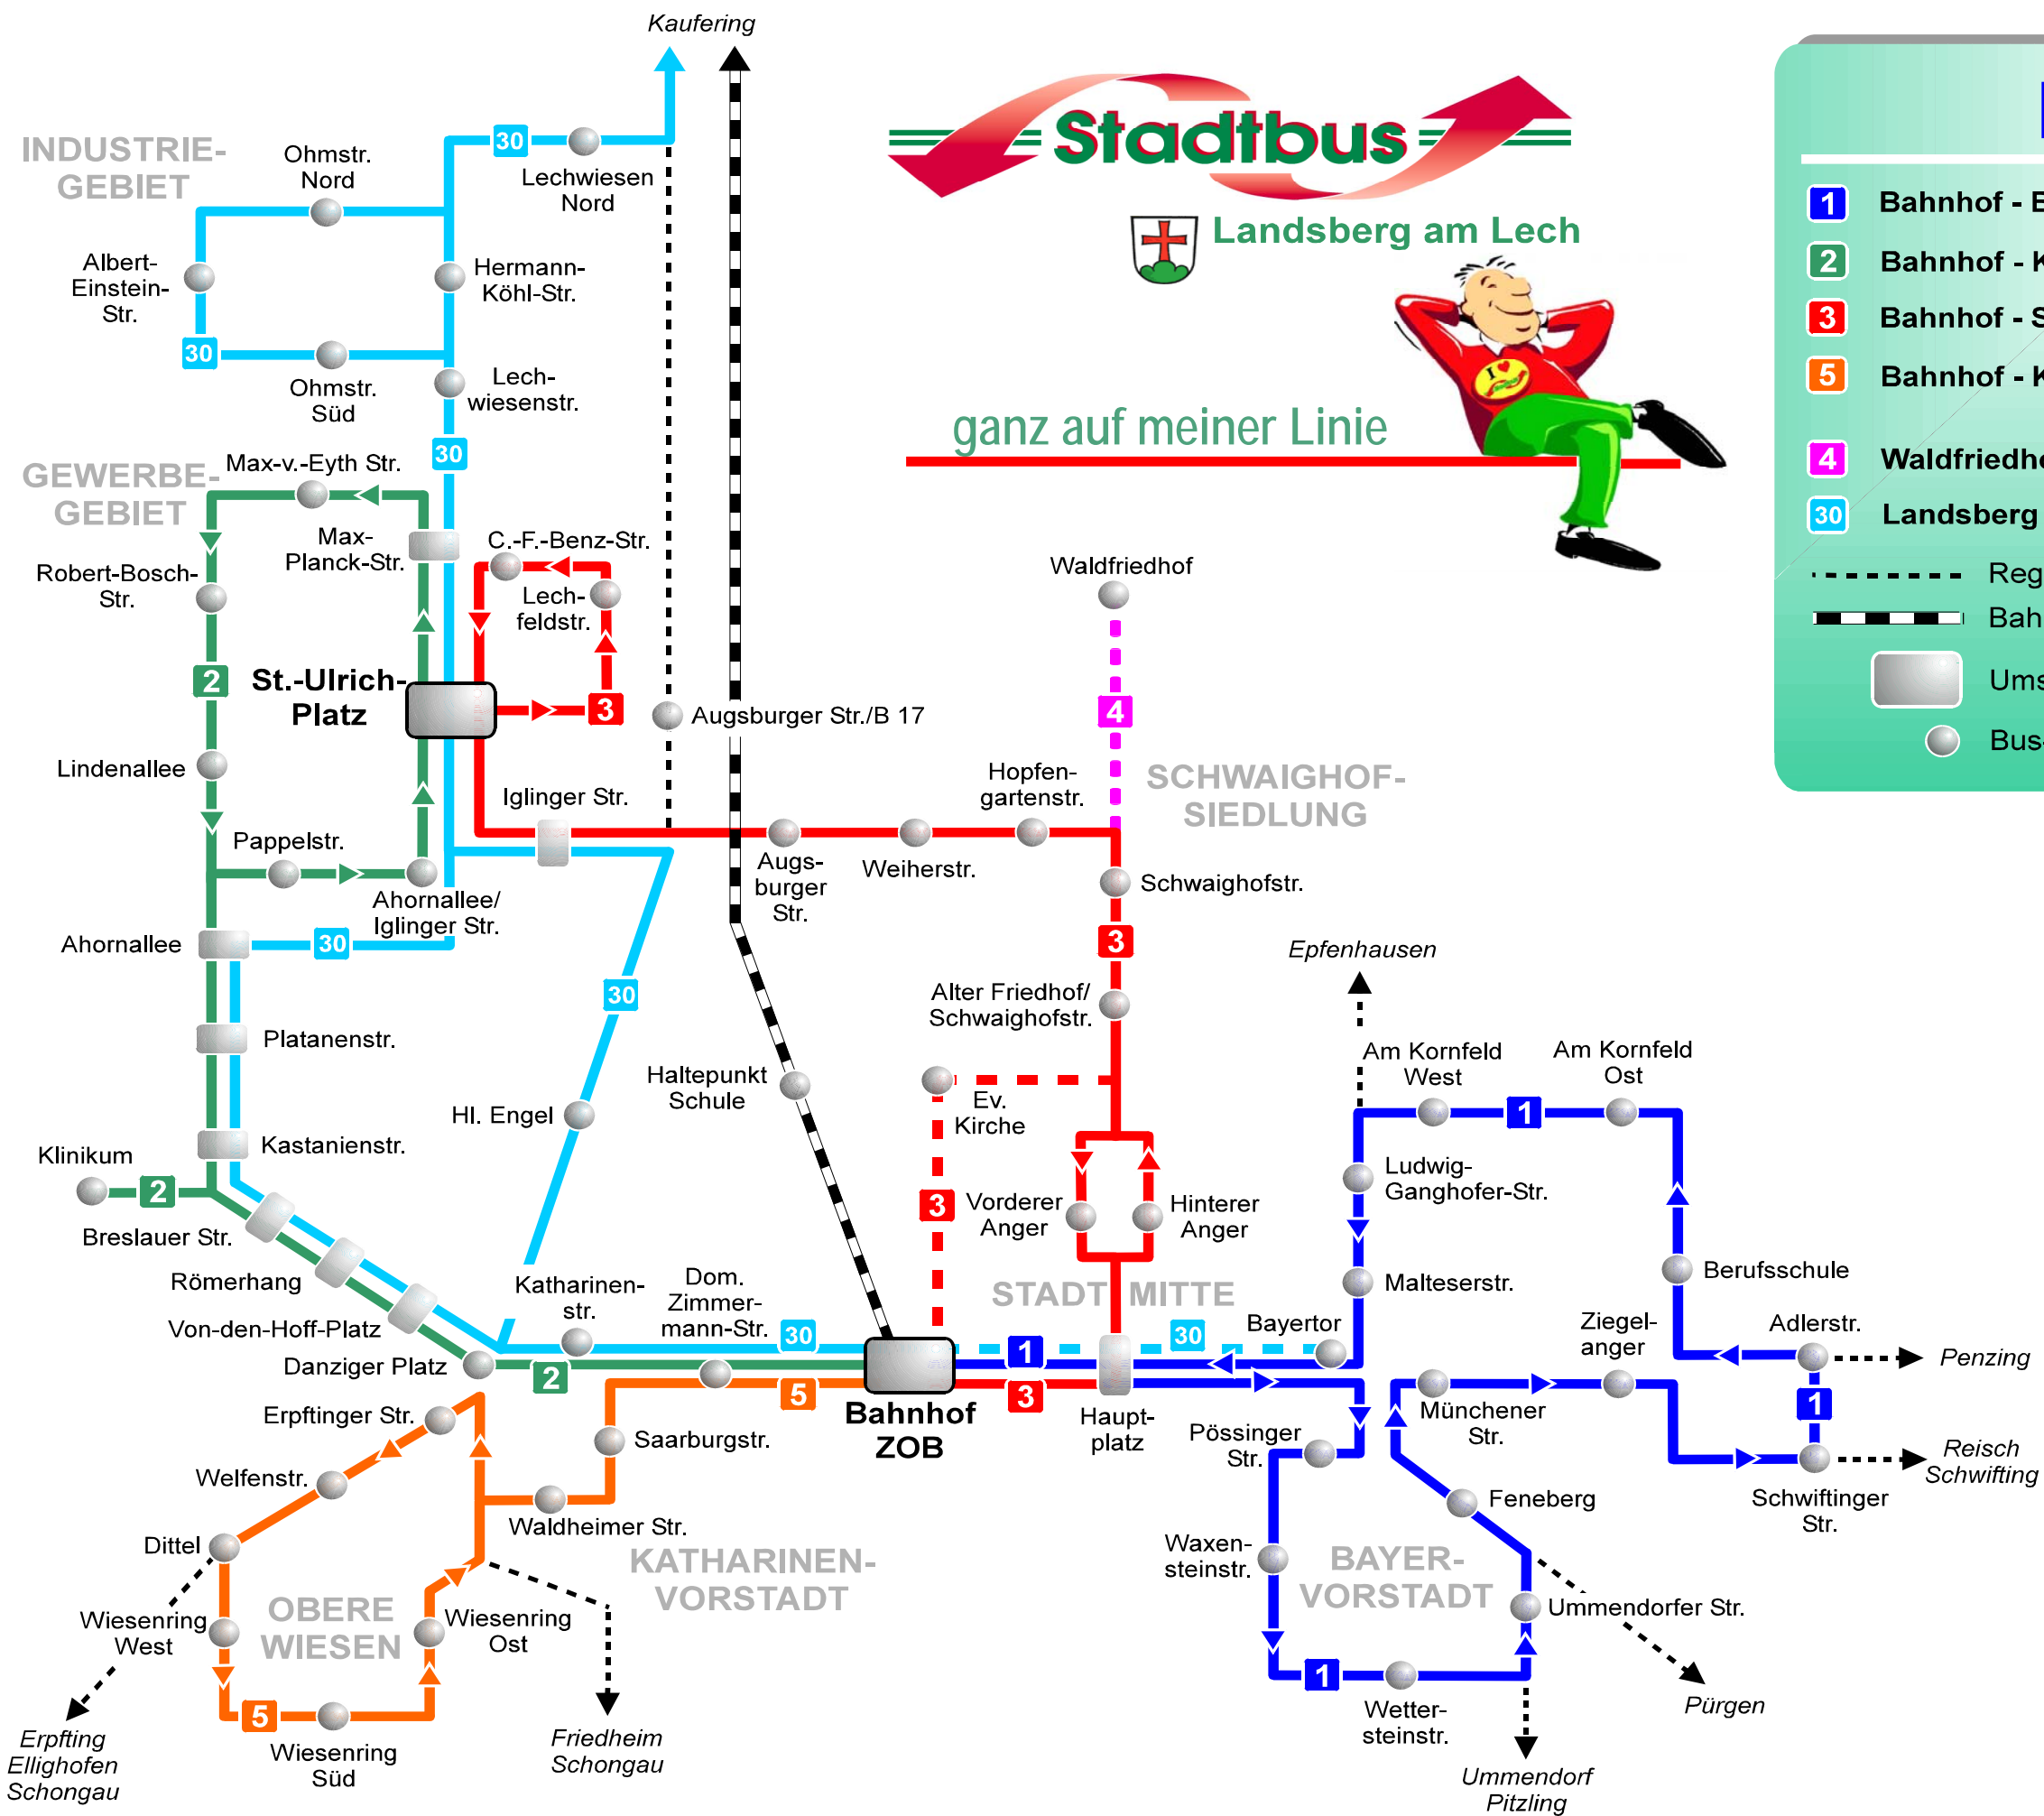 Kaufering
INDUSTRIE-
GEBIET
Ohmstr.
Nord
30
Lechwiesen
Nord
Albert-
Einstein-
Str.
Hermann-
Köhl-Str.
30
Ohmstr.
Süd
Lech-
wiesenstr.
30
Stadtbus
Landsberg am Lech
I
ganz auf meiner Linie
1 Bahnhof -
2 Bahnhof -
3 Bahnhof -
5 Bahnhof -
4
30 Landsberg
GEWERBE-
GEBIET
Max-v.-Eyth Str.
Max-
Planck-Str.
Robert-Bosch-
Str.
C.-F.-Benz-Str.
Lech-
feldstr.
2
St.-Ulrich-
Platz
3
Augsburger Str./B 17
Waldfriedhof
4
SCHWAIGHOF-
SIEDLUNG
Lindenallee
Iglinger Str.
Hopfen-
gartenstr.
Pappelstr.
Ahornallee/
Iglinger Str.
Augs-
burger
Str.
Weiherstr.
Schwaighofstr.
Ahornallee
30
3
30
Epfenhausen
Alter Friedhof/
Schwaighofstr.
Platanenstr.
Haltepunkt
Schule
Ev.
Kirche
Am Kornfeld
West
Am Kornfeld
Ost
1
Hl. Engel
Kastanienstr.
Klinikum
2
Ludwig-
Ganghofer-Str.
3
Vorderer
Anger
Hinterer
Anger
Breslauer Str.
Römerhang
Von-den-Hoff-Platz
Danziger Platz
Katharinen-
str.
Dom.
Zimmer-
mann-Str.
30
STADT MITTE
30
Bayertor
Malteserstr.
Berufsschule
Ziegel-
anger
Adlerstr.
Penzing
2
5
1
3
Bahnhof
ZOB
Haupt-
platz
Erpftinger Str.
Saarburgstr.
Pössinger
Str.
Münchener
Str.
1
Reisch
Schwifting
Welfenstr.
Waldheimer Str.
Feneberg
Schwiftinger
Str.
Dittel
KATHARINEN-
VORSTADT
Waxen-
steinstr.
BAYER-
VORSTADT
Wiesenring
West
OBERE
WIESEN
Wiesenring
Ost
Ummendorfer Str.
5
Wiesenring
Süd
1
Wetter-
steinstr.
Pürgen
Erpfting
Ellighofen
Schongau
Friedheim
Schongau
Ummendorf
Pitzling